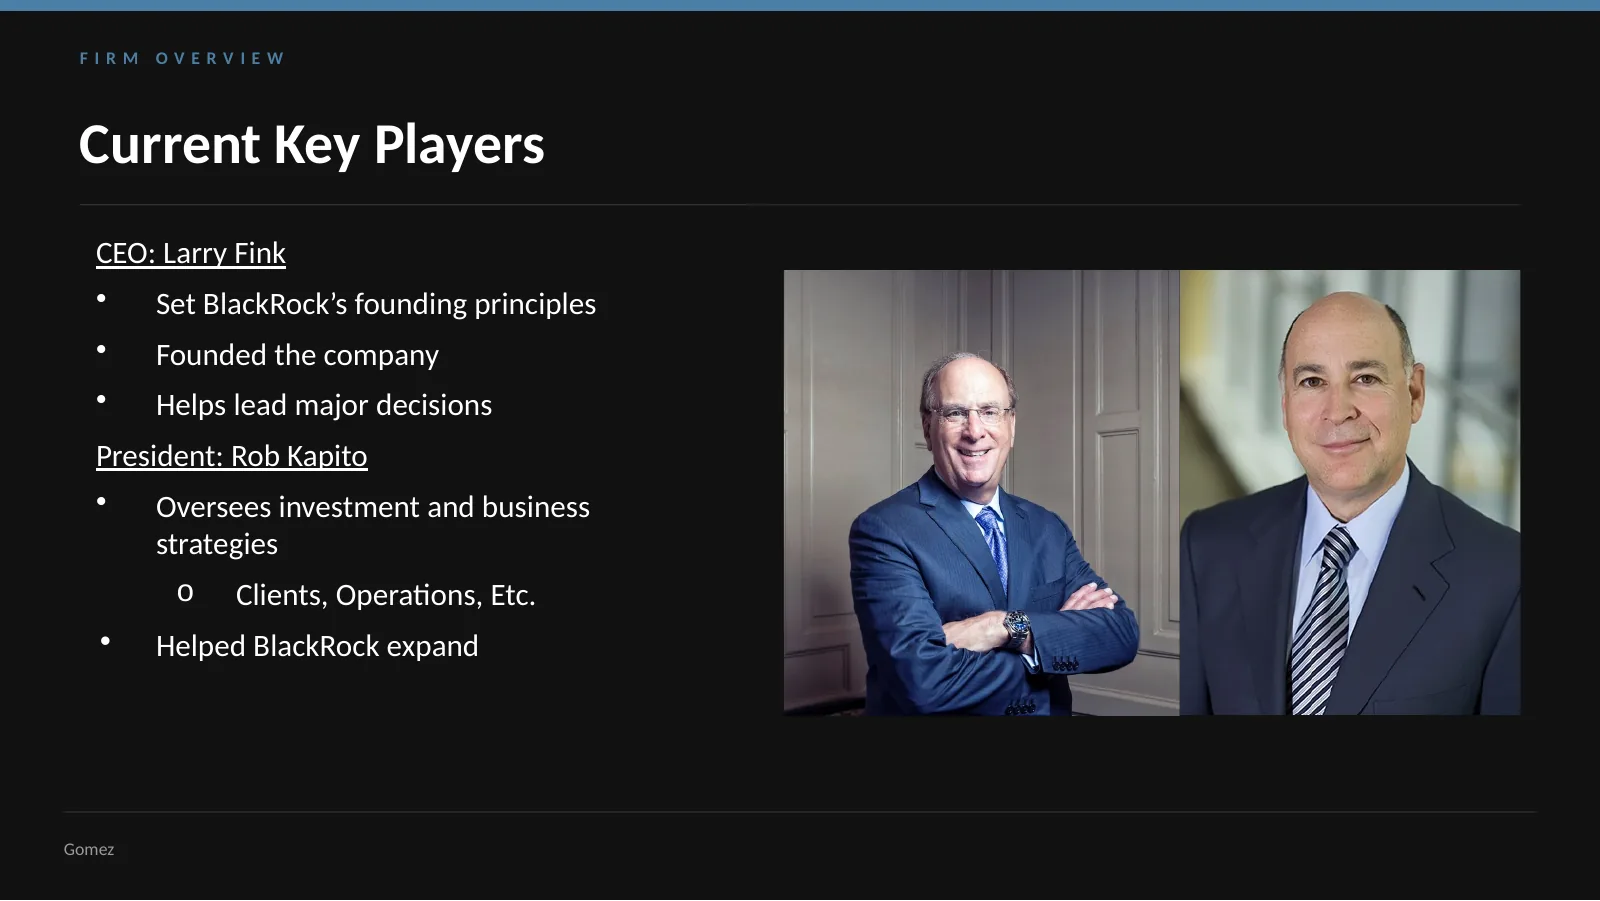 FIRM OVERVIEW
Current Key Players
CEO: Larry Fink
• Set BlackRock’s founding principles
• Founded the company
• Helps lead major decisions
President: Rob Kapito
• Oversees investment and business
strategies
o Clients, Operations, Etc.
• Helped BlackRock expand
Gomez